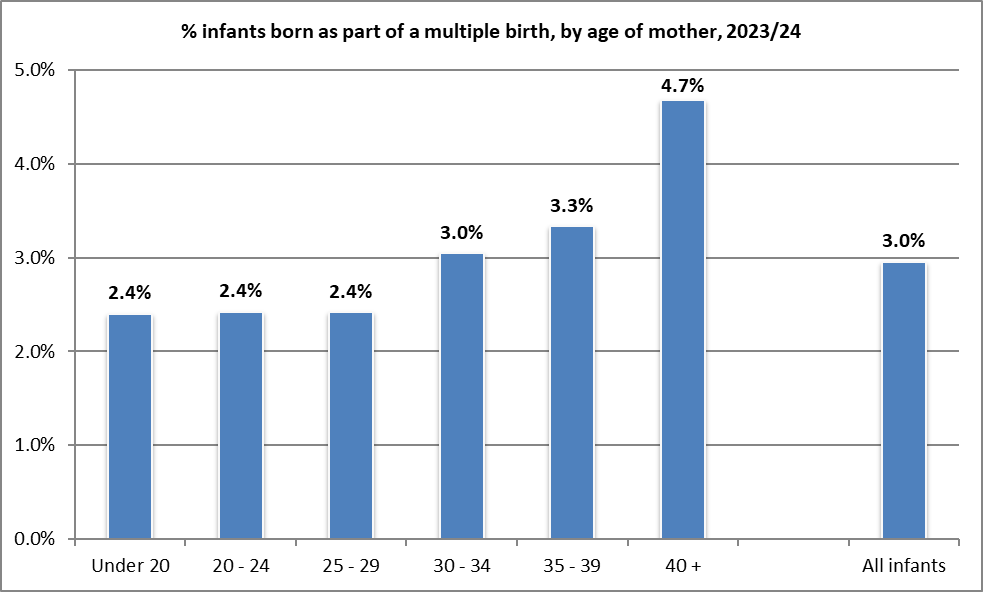 % infants born as part of a multiple birth, by age of mother, 2023/24
5.0%
4.0%
3.0%
2.0%
1.0%
0.0%
2.4%
2.4%
2.4%
3.0%
3.3%
4.7%
3.0%
Under 20
20 - 24
25 - 29
30 - 34
35 - 39
40 +
All infants